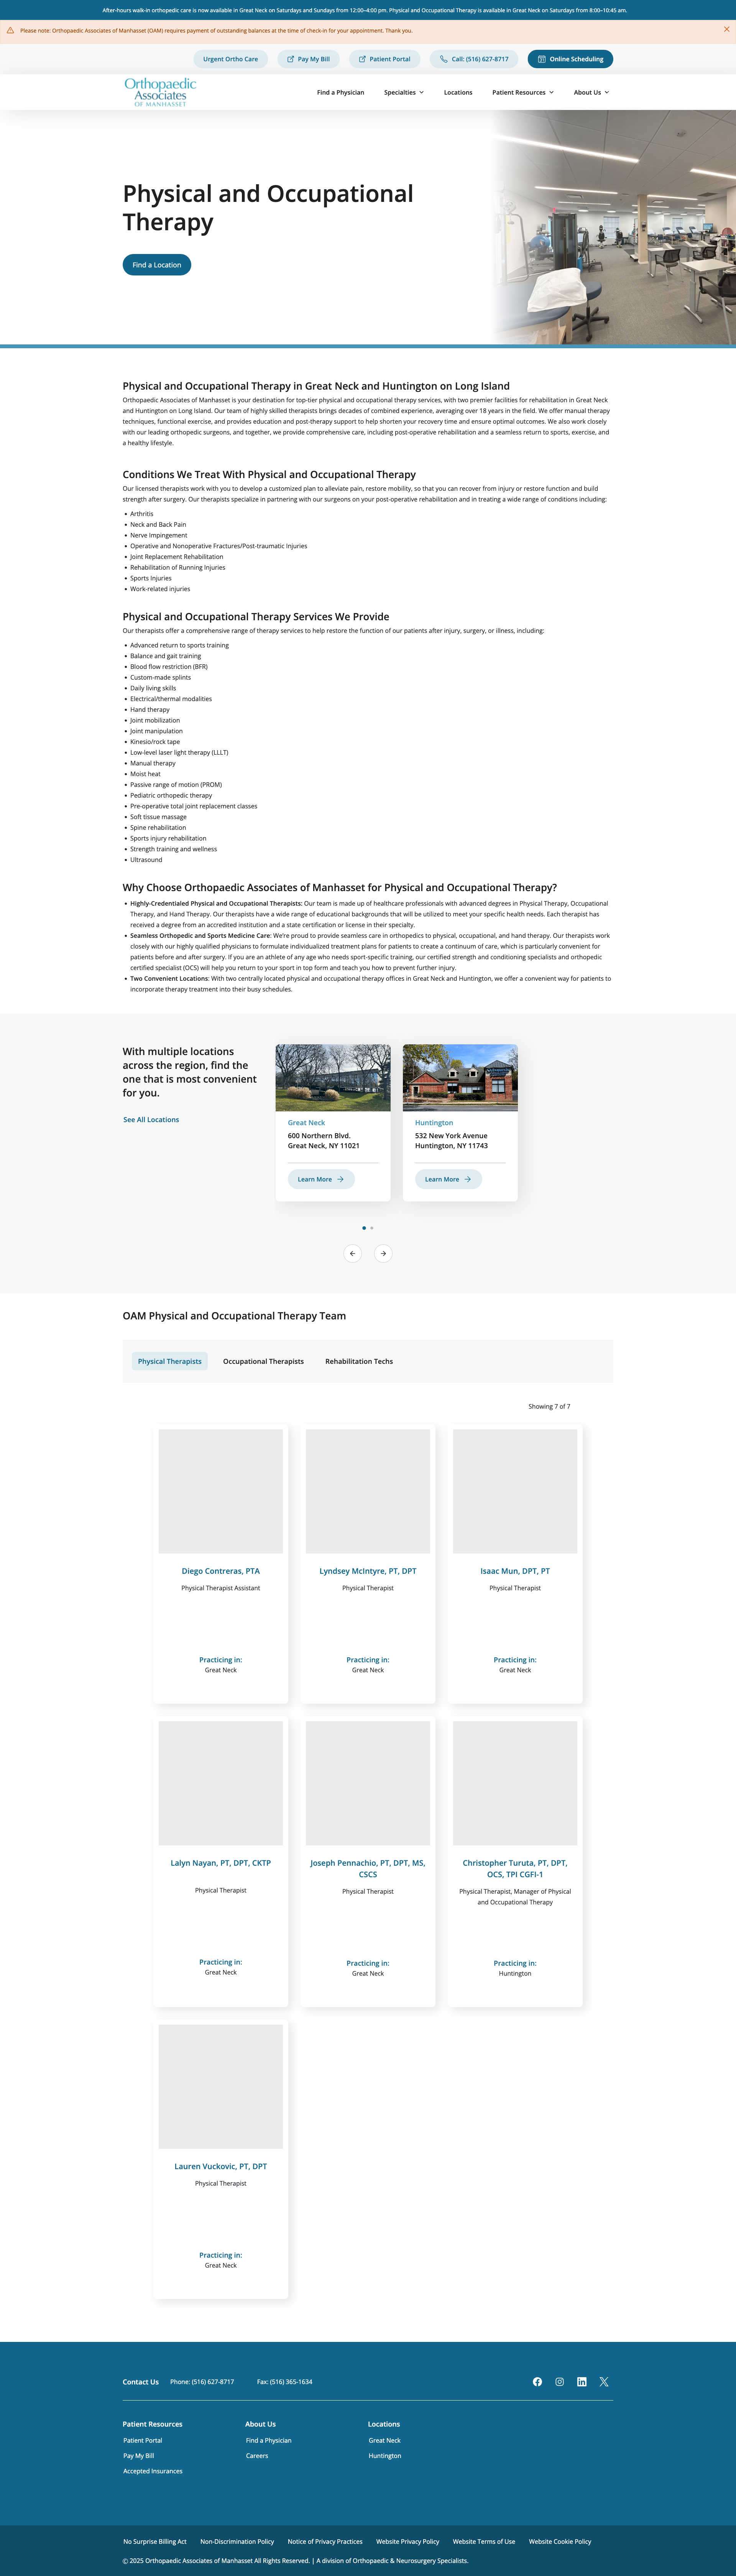 After-hours walk-in orthopedic care is now available in Great Neck on Saturdays and Sundays from 12:00–4:00 pm. Physical and Occupational Therapy is available in Great Neck on Saturdays from 8:00–10:45 am.
Please note: Orthopaedic Associates of Manhasset (OAM) requires payment of outstanding balances at the time of check-in for your appointment. Thank you.
Urgent Ortho Care
Pay My Bill
Patient Portal
Call: (516) 627-8717
Online Scheduling
Orthopaedic
Associates
OF MANHASSET
Find a Physician
Specialties
Locations
Patient Resources
About Us
Physical and Occupational
Therapy
Find a Location
Physical and Occupational Therapy in Great Neck and Huntington on Long Island
Orthopaedic Associates of Manhasset is your destination for top-tier physical and occupational therapy services, with two premier facilities for rehabilitation in Great Neck
and Huntington on Long Island. Our team of highly skilled therapists brings decades of combined experience, averaging over 18 years in the field. We offer manual therapy
techniques, functional exercise, and provides education and post-therapy support to help shorten your recovery time and ensure optimal outcomes. We also work closely
with our leading orthopedic surgeons, and together, we provide comprehensive care, including post-operative rehabilitation and a seamless return to sports, exercise, and
a healthy lifestyle.
Conditions We Treat With Physical and Occupational Therapy
Our licensed therapists work with you to develop a customized plan to alleviate pain, restore mobility, so that you can recover from injury or restore function and build
strength after surgery. Our therapists specialize in partnering with our surgeons on your post-operative rehabilitation and in treating a wide range of conditions including:
• Arthritis
• Neck and Back Pain
• Nerve Impingement
• Operative and Nonoperative Fractures/Post-traumatic Injuries
• Joint Replacement Rehabilitation
• Rehabilitation of Running Injuries
• Sports Injuries
• Work-related injuries
Physical and Occupational Therapy Services We Provide
Our therapists offer a comprehensive range of therapy services to help restore the function of our patients after injury, surgery, or illness, including:
• Advanced return to sports training
• Balance and gait training
• Blood flow restriction (BFR)
• Custom-made splints
• Daily living skills
• Electrical/thermal modalities
• Hand therapy
• Joint mobilization
• Joint manipulation
• Kinesio/rock tape
• Low-level laser light therapy (LLLT)
• Manual therapy
• Moist heat
• Passive range of motion (PROM)
• Pediatric orthopedic therapy
• Pre-operative total joint replacement classes
• Soft tissue massage
• Spine rehabilitation
• Sports injury rehabilitation
• Strength training and wellness
• Ultrasound
Why Choose Orthopaedic Associates of Manhasset for Physical and Occupational Therapy?
• Highly-Credentialed Physical and Occupational Therapists: Our team is made up of healthcare professionals with advanced degrees in Physical Therapy, Occupational
Therapy, and Hand Therapy. Our therapists have a wide range of educational backgrounds that will be utilized to meet your specific health needs. Each therapist has
received a degree from an accredited institution and a state certification or license in their specialty.
• Seamless Orthopedic and Sports Medicine Care: We're proud to provide seamless care in orthopedics to physical, occupational, and hand therapy. Our therapists work
closely with our highly qualified physicians to formulate individualized treatment plans for patients to create a continuum of care, which is particularly convenient for
patients before and after surgery. If you are an athlete of any age who needs sport-specific training, our certified strength and conditioning specialists and orthopedic
certified specialist (OCS) will help you return to your sport in top form and teach you how to prevent further injury.
• Two Convenient Locations: With two centrally located physical and occupational therapy offices in Great Neck and Huntington, we offer a convenient way for patients to
incorporate therapy treatment into their busy schedules.
With multiple locations
across the region, find the
one that is most convenient
for you.
See All Locations
Great Neck
600 Northern Blvd.
Great Neck, NY 11021
Learn More
Huntington
532 New York Avenue
Huntington, NY 11743
Learn More
OAM Physical and Occupational Therapy Team
Physical Therapists
Occupational Therapists
Rehabilitation Techs
Showing 7 of 7
Diego Contreras, PTA
Physical Therapist Assistant
Practicing in:
Great Neck
Lyndsey McIntyre, PT, DPT
Physical Therapist
Practicing in:
Great Neck
Isaac Mun, DPT, PT
Physical Therapist
Practicing in:
Great Neck
Lalyn Nayan, PT, DPT, CKTP
Physical Therapist
Practicing in:
Great Neck
Joseph Pennachio, PT, DPT, MS,
CSCS
Physical Therapist
Practicing in:
Great Neck
Christopher Turuta, PT, DPT,
OCS, TPI CGFI-1
Physical Therapist, Manager of Physical
and Occupational Therapy
Practicing in:
Huntington
Lauren Vuckovic, PT, DPT
Physical Therapist
Practicing in:
Great Neck
Contact Us
Phone: (516) 627-8717
Fax: (516) 365-1634
Patient Resources
Patient Portal
Pay My Bill
Accepted Insurances
About Us
Find a Physician
Careers
Locations
Great Neck
Huntington
No Surprise Billing Act
Non-Discrimination Policy
Notice of Privacy Practices
Website Privacy Policy
Website Terms of Use
Website Cookie Policy
© 2025 Orthopaedic Associates of Manhasset All Rights Reserved. | A division of Orthopaedic & Neurosurgery Specialists.